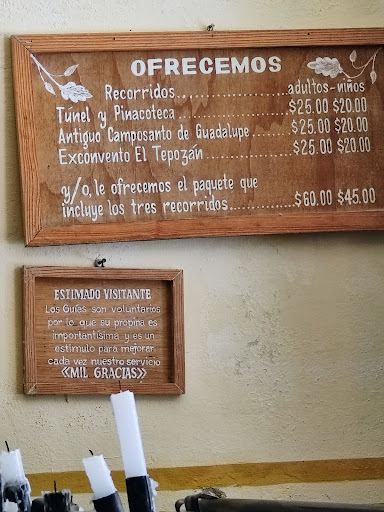 OFRECEMOS
Recorridos..................adultos-niños
Tunel y Pinacoteca ................$25.00 $20.00
Antiguo Camposanto de Guadalupe......$25.00 $20.00
Exconvento El Tepozán...............$25.00 $20.00
y/o, le ofrecemos el paquete que
incluye los tres recorridos..............$60.00 $45.00
ESTIMADO VISITANTE
Los Guías son voluntarios
por lo que su propina es
importantísima y es un
estimulo para mejorar
cada vez nuestro servicio
«MIL GRACIAS»